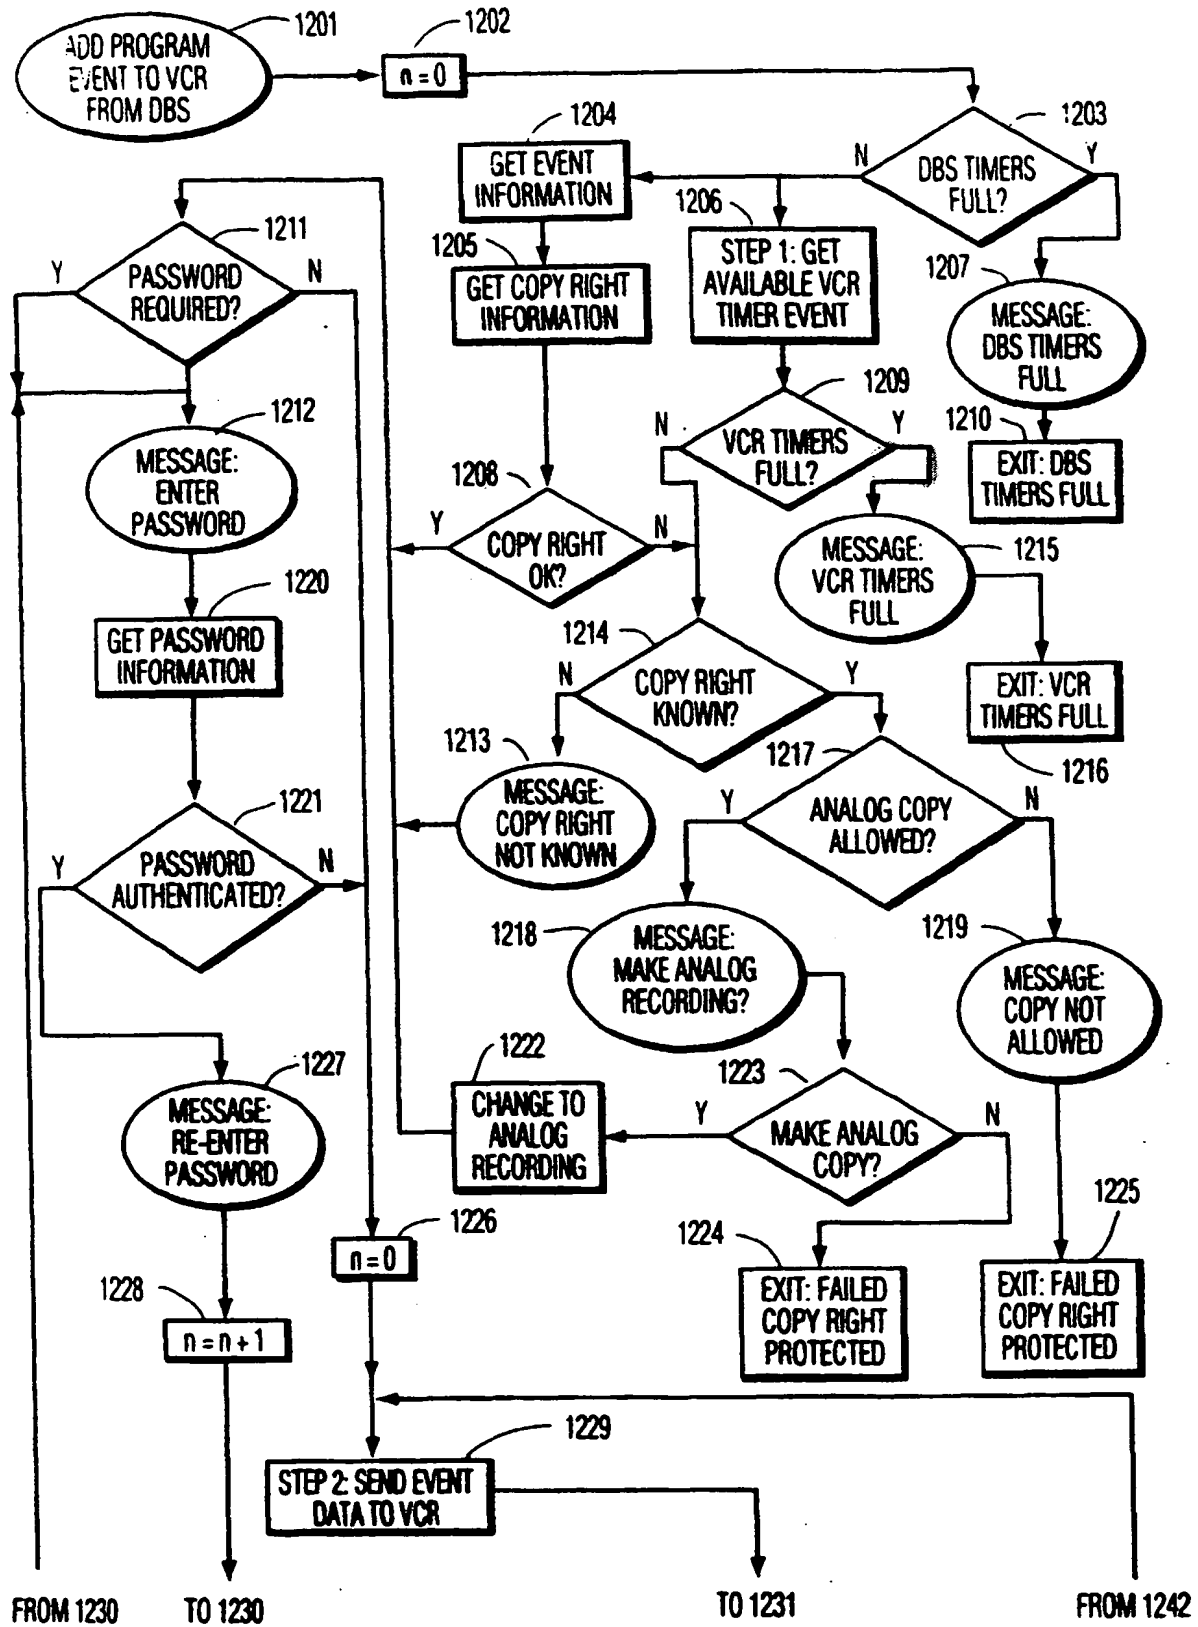 1201
ADD PROGRAM
EVENT TO VCR
FROM DBS
1202
n = 0
1203
DBS TIMERS
FULL?
N
Y
1204
GET EVENT
INFORMATION
1205
GET COPY RIGHT
INFORMATION
1206
STEP 1: GET
AVAILABLE VCR
TIMER EVENT
1207
MESSAGE:
DBS TIMERS
FULL
1210
EXIT: DBS
TIMERS FULL
1211
PASSWORD
REQUIRED?
Y
N
1212
MESSAGE:
ENTER
PASSWORD
1208
COPY RIGHT
OK?
Y
N
1209
VCR TIMERS
FULL?
N
Y
1215
MESSAGE:
VCR TIMERS
FULL
1216
EXIT: VCR
TIMERS FULL
1220
GET PASSWORD
INFORMATION
1214
COPY RIGHT
KNOWN?
N
Y
1213
MESSAGE:
COPY RIGHT
NOT KNOWN
1217
ANALOG COPY
ALLOWED?
Y
N
1221
PASSWORD
AUTHENTICATED?
Y
N
1218
MESSAGE:
MAKE ANALOG
RECORDING?
1219
MESSAGE:
COPY NOT
ALLOWED
1222
CHANGE TO
ANALOG
RECORDING
1223
MAKE ANALOG
COPY?
Y
N
1227
MESSAGE:
RE-ENTER
PASSWORD
1224
EXIT: FAILED
COPY RIGHT
PROTECTED
1225
EXIT: FAILED
COPY RIGHT
PROTECTED
1226
n = 0
1228
n = n + 1
1229
STEP 2: SEND EVENT
DATA TO VCR
FROM 1230
TO 1230
TO 1231
FROM 1242